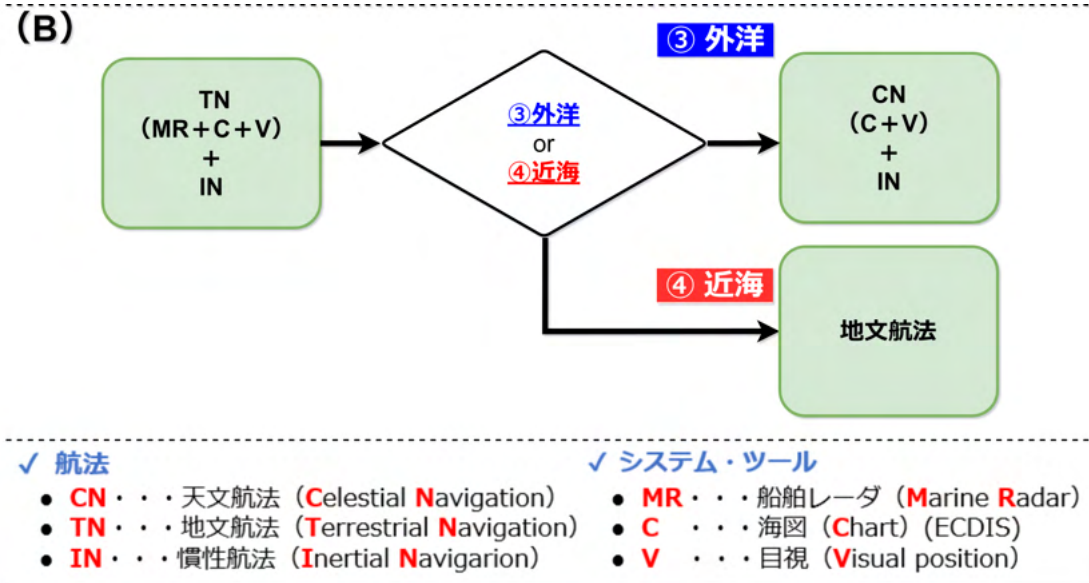 (B)
③ 外洋
TN
(MR+C+V)
+
IN
③外洋
or
④近海
CN
(C+V)
+
IN
④ 近海
地文航法
✓ 航法
● CN・・・天文航法（Celestial Navigation）
● TN・・・地文航法（Terrestrial Navigation）
● IN・・・慣性航法（Inertial Navigarion）
✓ システム・ツール
● MR・・・船舶レーダ（Marine Radar）
● C ・・・海図（Chart）(ECDIS)
● V ・・・目視（Visual position）